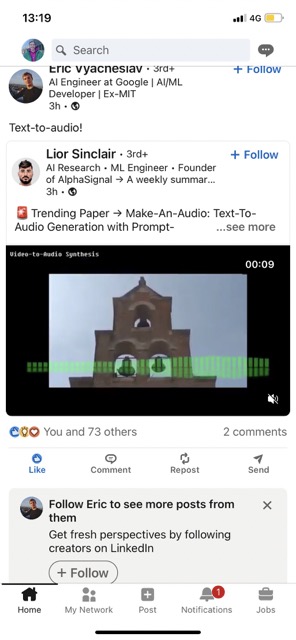 13:19
4G
Search
Eric Vyacheslav · 3rd+
+ Follow
AI Engineer at Google | AI/ML
Developer | Ex-MIT
3h •
Text-to-audio!
Lior Sinclair · 3rd+
+ Follow
AI Research • ML Engineer · Founder
of AlphaSignal → A weekly summar...
3h •
🚨 Trending Paper → Make-An-Audio: Text-To-
Audio Generation with Prompt- ...see more
Video-to-Audio Synthesis
00:09
You and 73 others
2 comments
Like
Comment
Repost
Send
Follow Eric to see more posts from
them
Get fresh perspectives by following
creators on LinkedIn
+ Follow
1
Home
My Network
Post
Notifications
Jobs